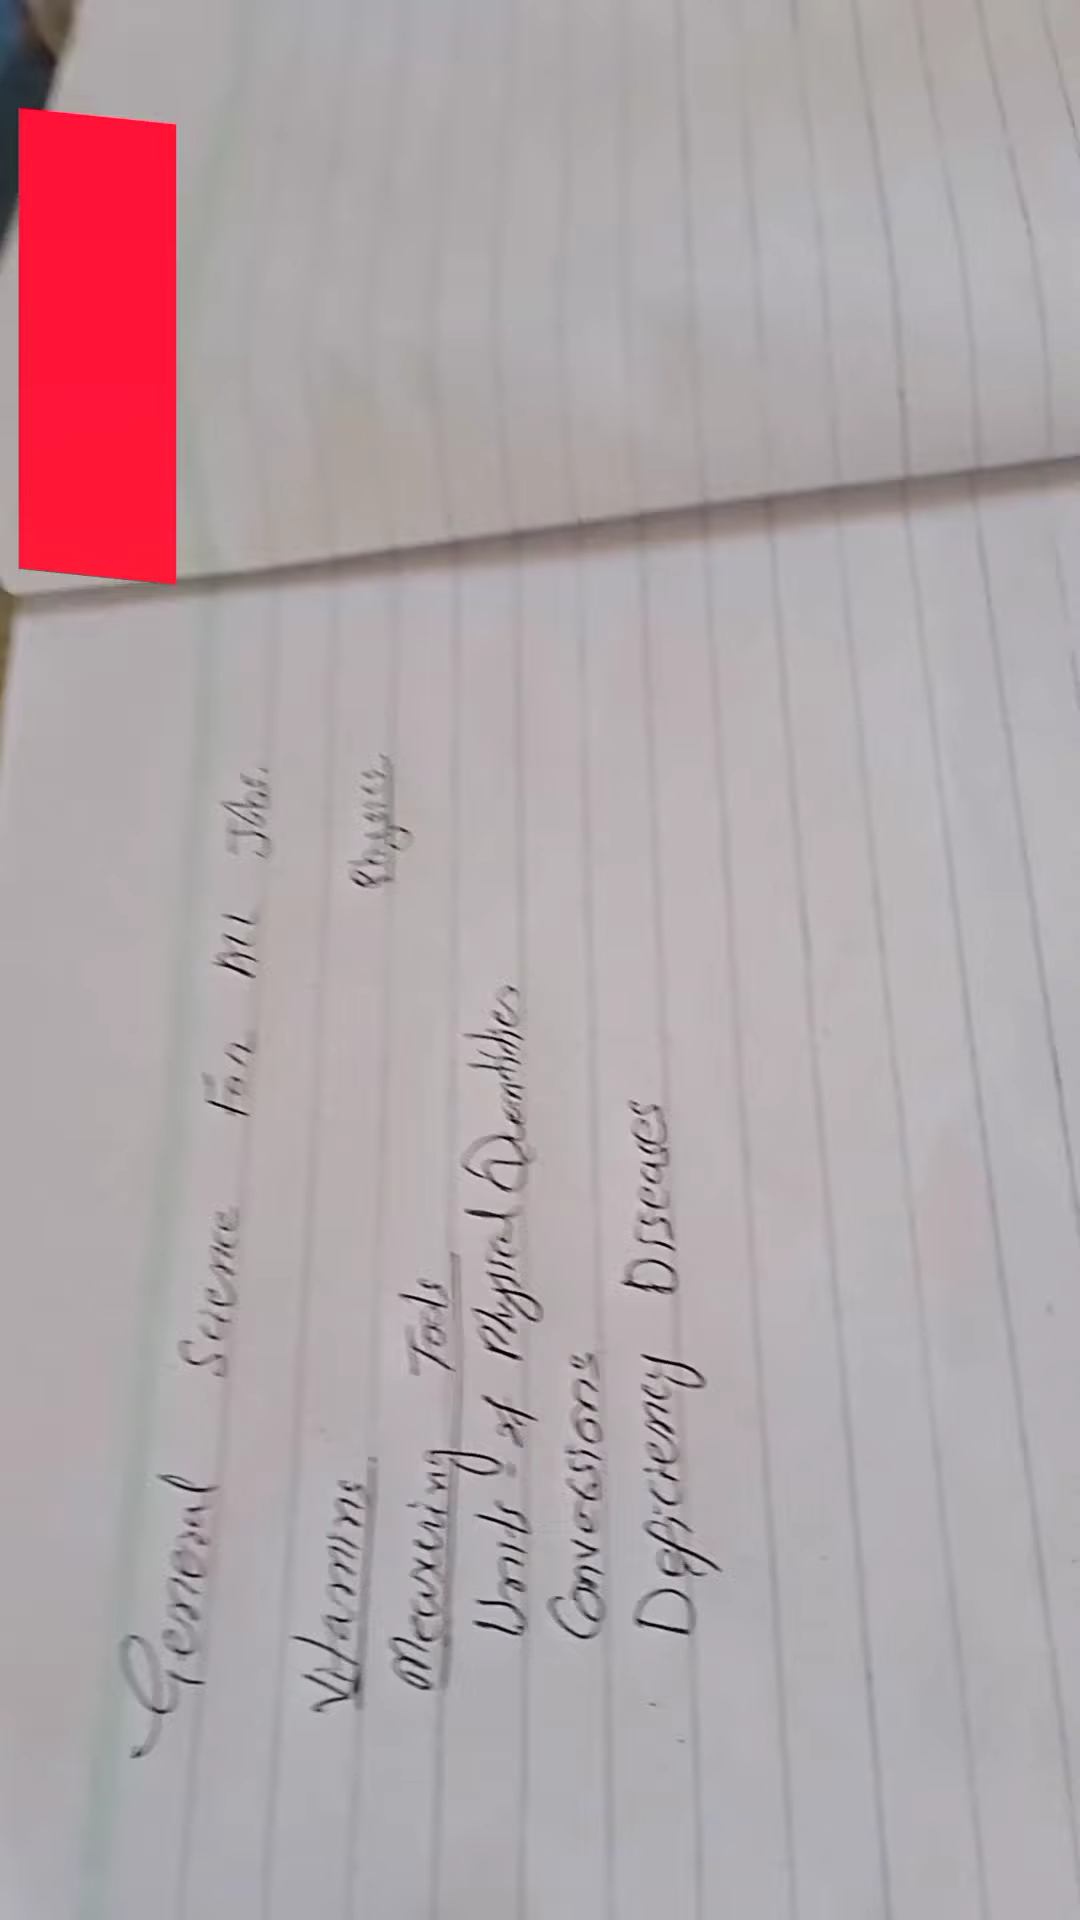 General Science For All Jobs.
Vitamins Physics
Measuring Tools
Units of Physical Quantities
Conversions
Deficiency Diseases